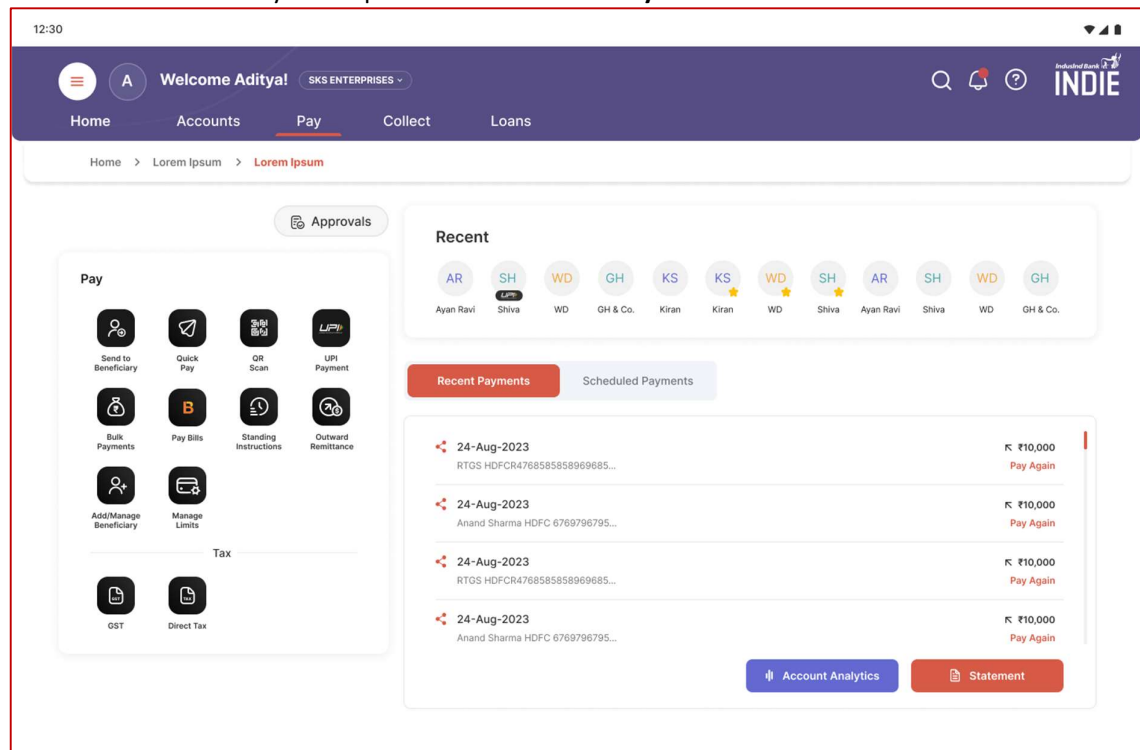 12:30
A Welcome Aditya! SKS ENTERPRISES
IndusInd Bank
INDIE
Home Accounts Pay Collect Loans
Home > Lorem Ipsum > Lorem Ipsum
Approvals
Pay
Send to Beneficiary
Quick Pay
QR Scan
UPI
UPI Payment
Bulk Payments
B
Pay Bills
Standing Instructions
Outward Remittance
Add/Manage Beneficiary
Manage Limits
Tax
GST
GST
TAX
Direct Tax
Recent
AR SH WD GH KS KS WD SH AR SH WD GH
UPI
Ayan Ravi Shiva WD GH & Co. Kiran Kiran WD Shiva Ayan Ravi Shiva WD GH & Co.
Recent Payments Scheduled Payments
24-Aug-2023 ₹10,000
RTGS HDFCR4768585858969685... Pay Again
24-Aug-2023 ₹10,000
Anand Sharma HDFC 6769796795... Pay Again
24-Aug-2023 ₹10,000
RTGS HDFCR4768585858969685... Pay Again
24-Aug-2023 ₹10,000
Anand Sharma HDFC 6769796795... Pay Again
Account Analytics Statement